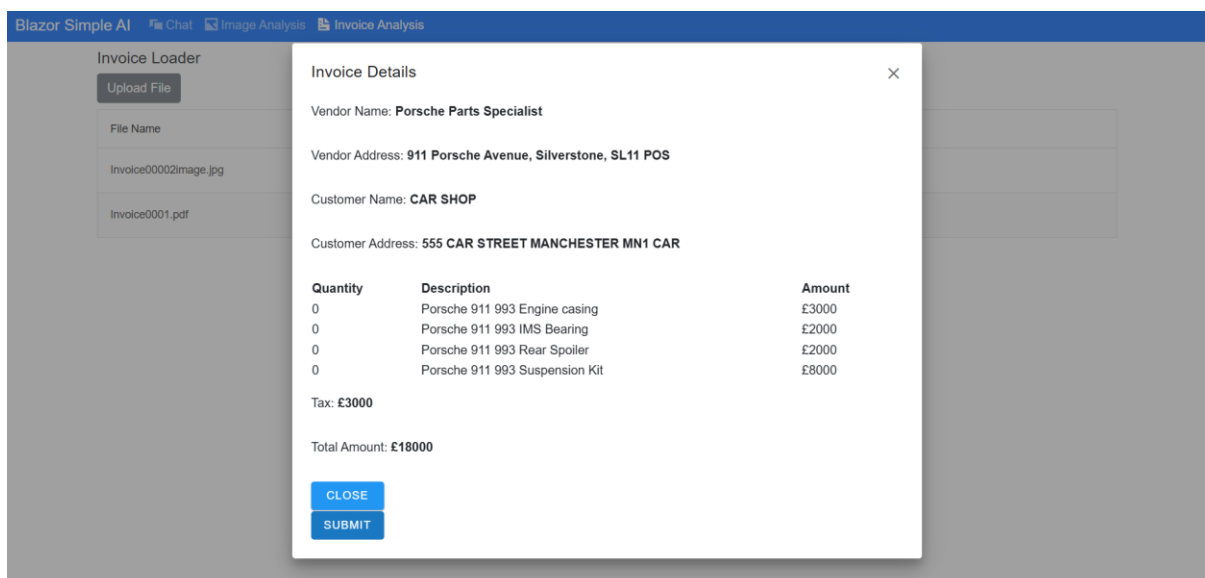 Blazor Simple AI Chat Image Analysis Invoice Analysis
Invoice Loader
Upload File
File Name
Invoice00002image.jpg
Invoice0001.pdf
Invoice Details ×
Vendor Name: Porsche Parts Specialist
Vendor Address: 911 Porsche Avenue, Silverstone, SL11 POS
Customer Name: CAR SHOP
Customer Address: 555 CAR STREET MANCHESTER MN1 CAR
Quantity Description Amount
0 Porsche 911 993 Engine casing £3000
0 Porsche 911 993 IMS Bearing £2000
0 Porsche 911 993 Rear Spoiler £2000
0 Porsche 911 993 Suspension Kit £8000
Tax: £3000
Total Amount: £18000
CLOSE
SUBMIT